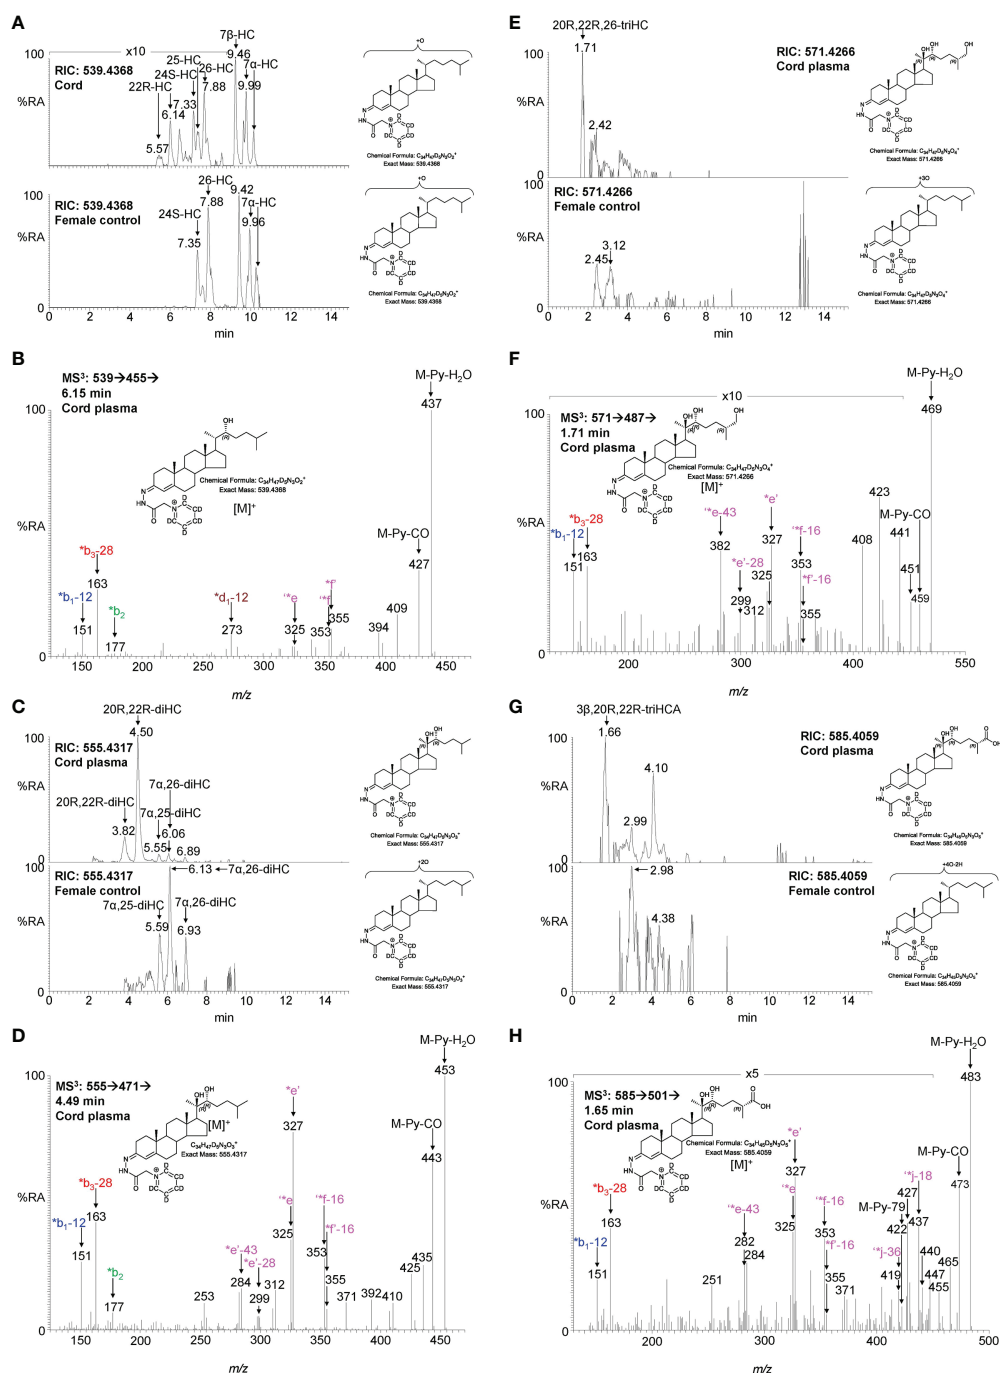 A
x10
RIC: 539.4368
Cord
7β-HC
9.46
25-HC
24S-HC
26-HC
7α-HC
22R-HC
7.33
7.88
9.99
6.14
5.57
100
%RA
0
+O
Chemical Formula: C₃₄H₄₇D₅N₃O₂⁺
Exact Mass: 539.4368
RIC: 539.4368
Female control
26-HC
7.88
9.42
7α-HC
24S-HC
9.96
7.35
100
%RA
0
0 2 4 6 8 10 12 14
min
+O
Chemical Formula: C₃₄H₄₇D₅N₃O₂⁺
Exact Mass: 539.4368
B
MS³: 539→455→
6.15 min
Cord plasma
M-Py-H₂O
437
100
%RA
0
Chemical Formula: C₃₄H₄₇D₅N₃O₂⁺
Exact Mass: 539.4368
[M]⁺
M-Py-CO
427
*b₃-28
163
*b₁-12
151
*b₂
177
*d₁-12
273
'*e
325
*f'
'*f
353
355
394
409
150 200 250 300 350 400 450
m/z
C
20R,22R-diHC
4.50
RIC: 555.4317
Cord plasma
7α,26-diHC
20R,22R-diHC
7α,25-diHC
3.82
5.55
6.06
6.89
100
%RA
0
Chemical Formula: C₃₄H₄₇D₅N₃O₃⁺
Exact Mass: 555.4317
RIC: 555.4317
Female control
6.13
7α,26-diHC
7α,25-diHC
7α,26-diHC
5.59
6.93
100
%RA
0
0 2 4 6 8 10 15
min
+2O
Chemical Formula: C₃₄H₄₇D₅N₃O₃⁺
Exact Mass: 555.4317
D
MS³: 555→471→
4.49 min
Cord plasma
M-Py-H₂O
453
100
%RA
0
[M]⁺
C₃₄H₄₇D₅N₃O₃⁺
Exact Mass: 555.4317
*e'
327
M-Py-CO
443
*b₃-28
163
*b₁-12
151
*b₂
177
253
*e'-43
284
*e'-28
299
312
'*e
325
'*f-16
353
*f'-16
355
371
392
410
425
435
150 200 250 300 350 400 450
m/z
E
20R,22R,26-triHC
1.71
2.42
RIC: 571.4266
Cord plasma
100
%RA
0
Chemical Formula: C₃₄H₄₇D₅N₃O₄⁺
Exact Mass: 571.4266
RIC: 571.4266
Female control
3.12
2.45
100
%RA
0
0 2 4 6 8 10 14
min
+3O
Chemical Formula: C₃₄H₄₇D₅N₃O₄⁺
Exact Mass: 571.4266
F
x10
MS³: 571→487→
1.71 min
Cord plasma
M-Py-H₂O
469
100
%RA
0
Chemical Formula: C₃₄H₄₇D₅N₃O₄⁺
Exact Mass: 571.4266
[M]⁺
*b₃-28
163
*b₁-12
151
'*e-43
382
*e'-28
299
312
*e'
327
325
'*f-16
353
*f'-16
355
408
423
M-Py-CO
441
451
459
200 300 400 550
m/z
G
3β,20R,22R-triHCA
1.66
2.99
4.10
RIC: 585.4059
Cord plasma
100
%RA
0
Chemical Formula: C₃₄H₄₅D₅N₃O₅⁺
Exact Mass: 585.4059
2.98
4.38
RIC: 585.4059
Female control
100
%RA
0
0 4 6 10 15
min
+4O-2H
Chemical Formula: C₃₄H₄₅D₅N₃O₅⁺
Exact Mass: 585.4059
H
x5
MS³: 585→501→
1.65 min
Cord plasma
M-Py-H₂O
483
100
%RA
0
Chemical Formula: C₃₄H₄₅D₅N₃O₅⁺
Exact Mass: 585.4059
[M]⁺
*b₃-28
163
*b₁-12
151
251
'*e-43
282
284
*e'
327
'*e
325
'*f-16
353
*f'-16
355
371
M-Py-79
422
'*j-36
419
427
'*j-18
437
440
447
455
465
M-Py-CO
473
200 300 400 500
m/z